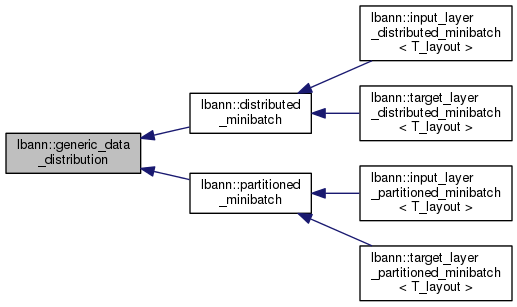 lbann::generic_data
_distribution
lbann::distributed
_minibatch
lbann::partitioned
_minibatch
lbann::input_layer
_distributed_minibatch
< T_layout >
lbann::target_layer
_distributed_minibatch
< T_layout >
lbann::input_layer
_partitioned_minibatch
< T_layout >
lbann::target_layer
_partitioned_minibatch
< T_layout >